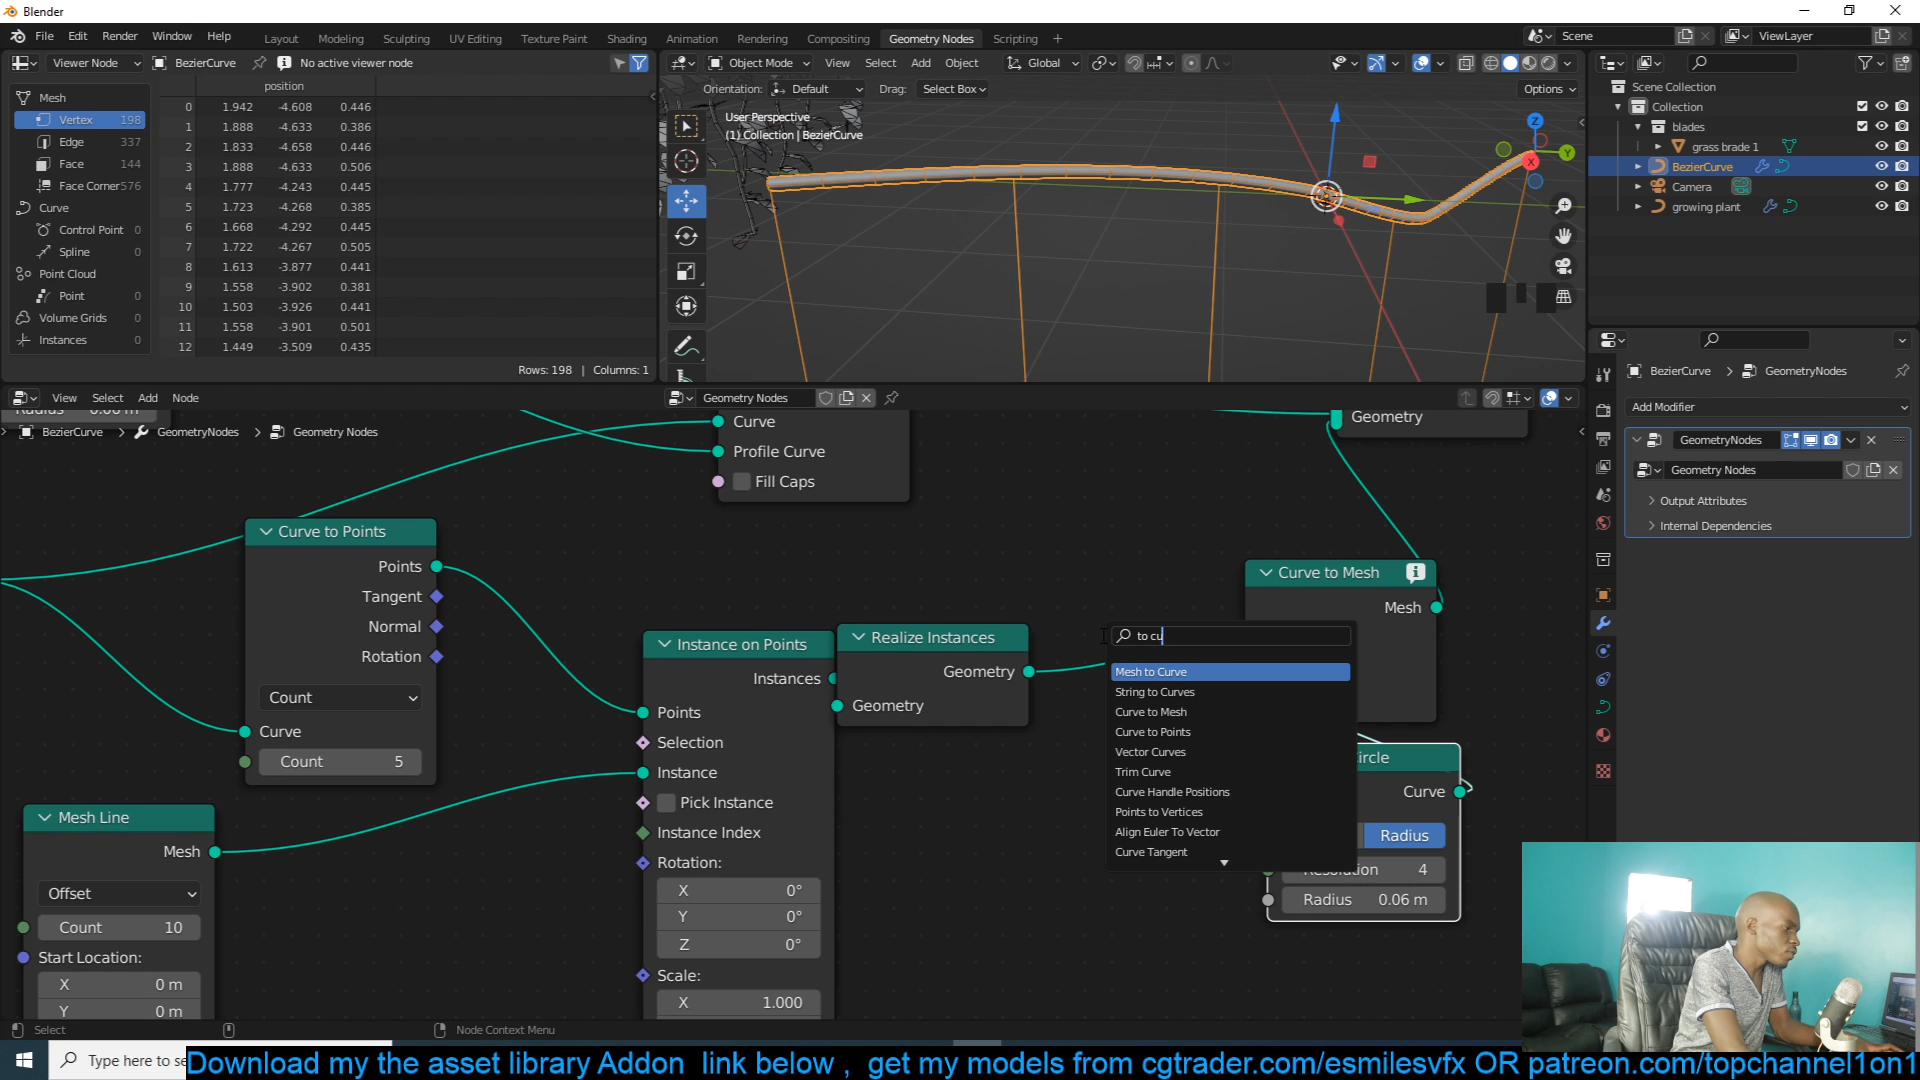 Blender
File Edit Render Window Help Layout Modeling Sculpting UV Editing Texture Paint Shading Animation Rendering Compositing Geometry Nodes Scripting + Scene ViewLayer
Viewer Node BezierCurve No active viewer node
position
Mesh
Vertex 198
Edge 337
Face 144
Face Corner 576
Curve
Control Point 0
Spline 0
Point Cloud
Point 0
Volume Grids 0
Instances 0
0 1.942 -4.608 0.446
1 1.888 -4.633 0.386
2 1.833 -4.658 0.446
3 1.888 -4.633 0.506
4 1.777 -4.243 0.445
5 1.723 -4.268 0.385
6 1.668 -4.292 0.445
7 1.722 -4.267 0.505
8 1.613 -3.877 0.441
9 1.558 -3.902 0.381
10 1.503 -3.926 0.441
11 1.558 -3.901 0.501
12 1.449 -3.509 0.435
Rows: 198 | Columns: 1
Object Mode View Select Add Object Global
Orientation: Default Drag: Select Box Options
User Perspective
(1) Collection | BezierCurve
Z
Y
X
Scene Collection
Collection
blades
grass brade 1
BezierCurve
Camera
growing plant
BezierCurve > GeometryNodes
Add Modifier
GeometryNodes
Geometry Nodes
Output Attributes
Internal Dependencies
View Select Add Node Geometry Nodes
BezierCurve > GeometryNodes > Geometry Nodes
Curve
Profile Curve
Fill Caps
Geometry
Curve to Points
Points
Tangent
Normal
Rotation
Count
Curve
Count 5
Mesh Line
Mesh
Offset
Count 10
Start Location:
X 0 m
Y 0 m
Instance on Points
Instances
Points
Selection
Instance
Pick Instance
Instance Index
Rotation:
X 0°
Y 0°
Z 0°
Scale:
X 1.000
Realize Instances
Geometry
Geometry
Curve to Mesh
Mesh
to cu
Mesh to Curve
String to Curves
Curve to Mesh
Curve to Points
Vector Curves
Trim Curve
Curve Handle Positions
Points to Vertices
Align Euler To Vector
Curve Tangent
Curve
Radius
4
Radius 0.06 m
Select
Node Context Menu
Type here to se
Download my the asset library Addon link below , get my models from cgtrader.com/esmilesvfx OR patreon.com/topchannel1on1